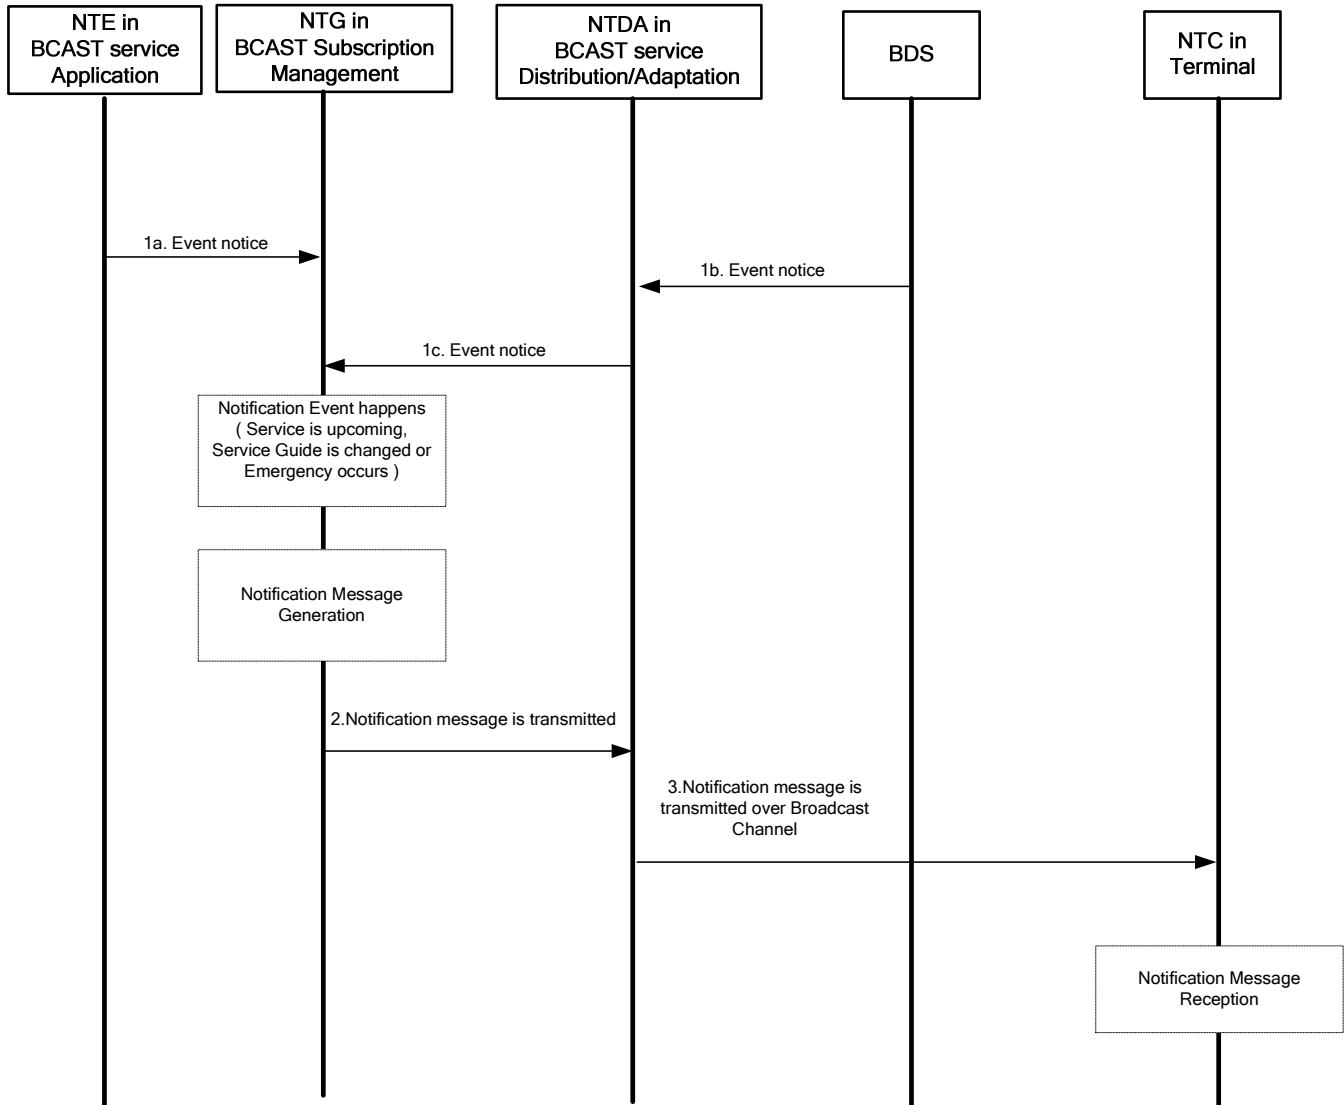 NTE in
BCAST service
Application
NTG in
BCAST Subscription
Management
NTDA in
BCAST service
Distribution/Adaptation
BDS
NTC in
Terminal
1a. Event notice
1b. Event notice
1c. Event notice
Notification Event happens
( Service is upcoming,
Service Guide is changed or
Emergency occurs )
Notification Message
Generation
2.Notification message is transmitted
3.Notification message is
transmitted over Broadcast
Channel
Notification Message
Reception